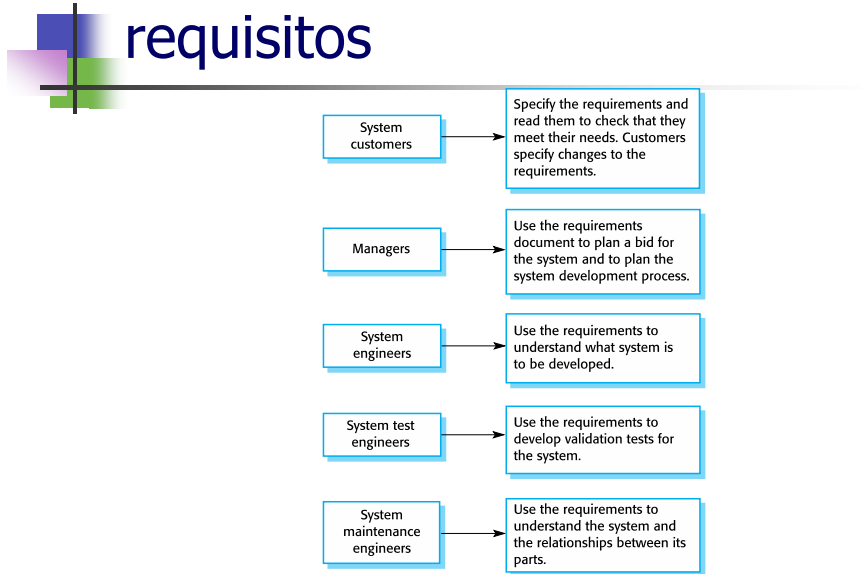 requisitos
System
customers
Specify the requirements and
read them to check that they
meet their needs. Customers
specify changes to the
requirements.
Managers
Use the requirements
document to plan a bid for
the system and to plan the
system development process.
System
engineers
Use the requirements to
understand what system is
to be developed.
System test
engineers
Use the requirements to
develop validation tests for
the system.
System
maintenance
engineers
Use the requirements to
understand the system and
the relationships between its
parts.